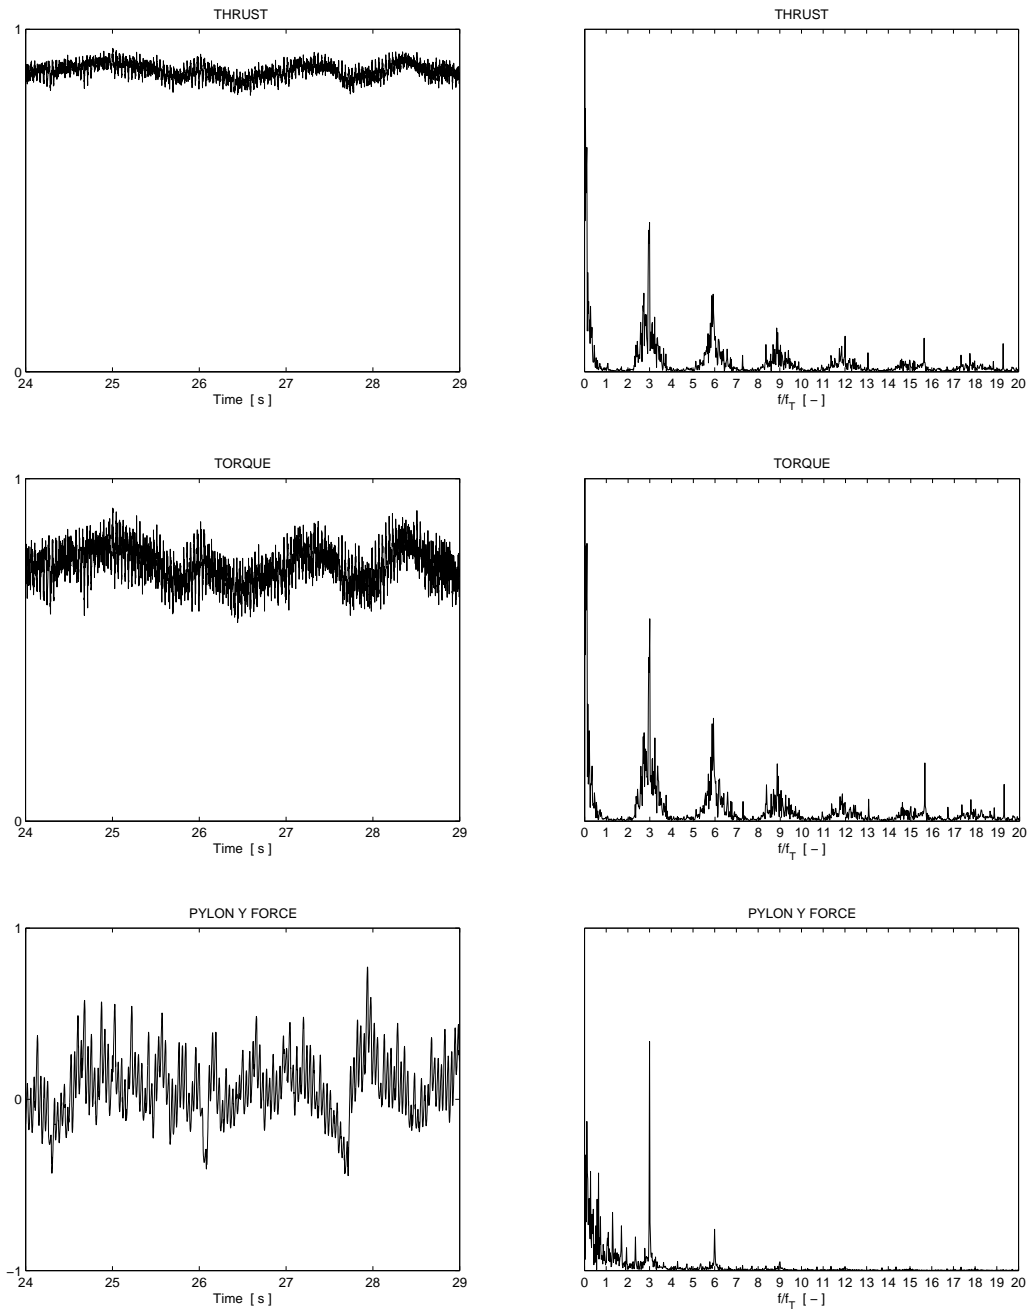 THRUST
1
0
24 25 26 27 28 29
Time [ s ]
THRUST
0 1 2 3 4 5 6 7 8 9 10 11 12 13 14 15 16 17 18 19 20
f/f_T [ − ]
TORQUE
1
0
24 25 26 27 28 29
Time [ s ]
TORQUE
0 1 2 3 4 5 6 7 8 9 10 11 12 13 14 15 16 17 18 19 20
f/f_T [ − ]
PYLON Y FORCE
1
0
−1
24 25 26 27 28 29
Time [ s ]
PYLON Y FORCE
0 1 2 3 4 5 6 7 8 9 10 11 12 13 14 15 16 17 18 19 20
f/f_T [ − ]